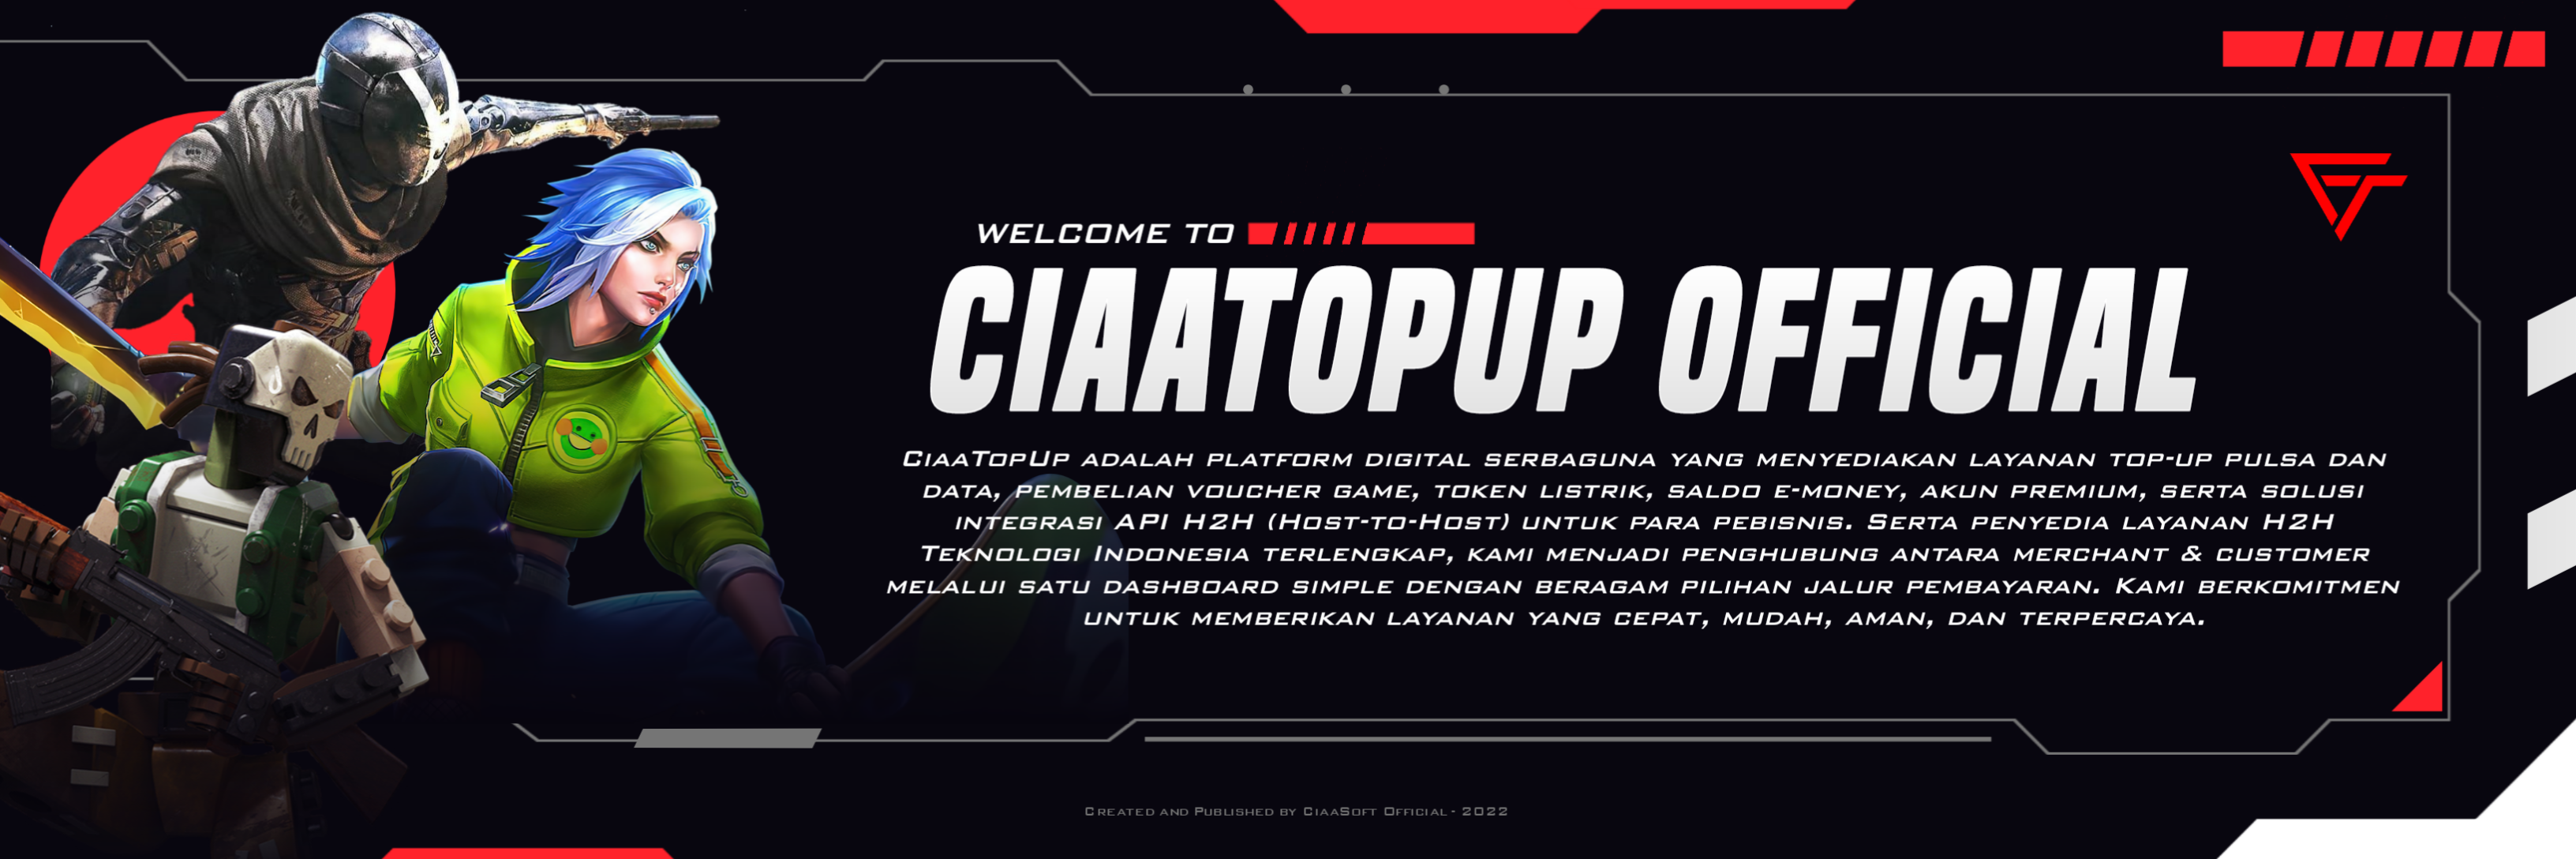 WELCOME TO
CIAATOPUP OFFICIAL
CiaaTopUp adalah platform digital serbaguna yang menyediakan layanan top-up pulsa dan
data, pembelian voucher game, token listrik, saldo e-money, akun premium, serta solusi
integrasi API H2H (Host-to-Host) untuk para pebisnis. Serta penyedia layanan H2H
Teknologi Indonesia terlengkap, kami menjadi penghubung antara merchant & customer
melalui satu dashboard simple dengan beragam pilihan jalur pembayaran. Kami berkomitmen
untuk memberikan layanan yang cepat, mudah, aman, dan terpercaya.
Created and Published by CiaaSoft Official - 2022